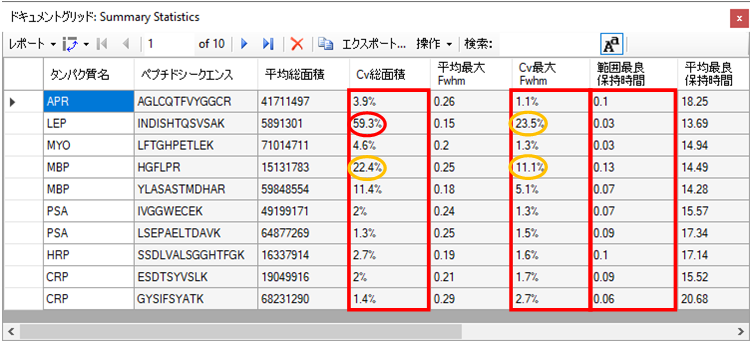 ドキュメントグリッド: Summary Statistics
x
レポート 1 of 10 エクスポート... 操作 検索: Aa
タンパク質名 ペプチドシークエンス 平均総面積 Cv総面積 平均最大 Fwhm Cv最大 Fwhm 範囲最良 保持時間 平均最良 保持時間
APR AGLCQTFVYGGCR 41711497 3.9% 0.26 1.1% 0.1 18.25
LEP INDISHTQSVSAK 5891301 59.3% 0.15 23.5% 0.03 13.69
MYO LFTGHPETLEK 71014711 4.6% 0.2 1.3% 0.03 14.94
MBP HGFLPR 15131783 22.4% 0.25 11.1% 0.13 14.49
MBP YLASASTMDHAR 59848554 11.4% 0.18 5.1% 0.07 14.28
PSA IVGGWECEK 49199171 2% 0.24 1.3% 0.07 15.57
PSA LSEPAELTDAVK 64877269 1.3% 0.25 1.5% 0.09 17.34
HRP SSDLVALSGGHTFGK 16337914 2.7% 0.19 1.6% 0.1 17.14
CRP ESDTSYVSLK 19049916 2% 0.21 1.7% 0.09 15.52
CRP GYSIFSYATK 68231290 1.4% 0.29 2.7% 0.06 20.68